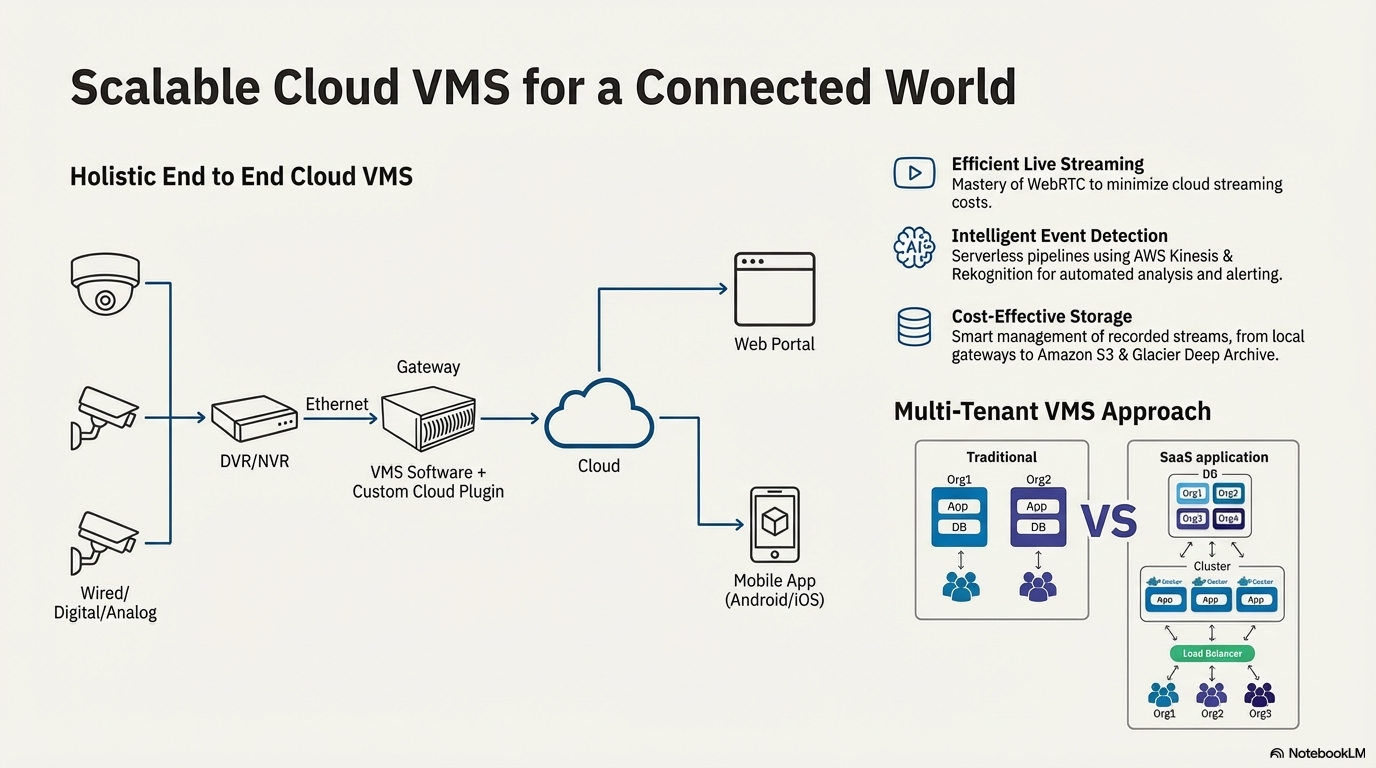 Scalable Cloud VMS for a Connected World
Holistic End to End Cloud VMS
Wired/
Digital/Analog
DVR/NVR
Ethernet
Gateway
VMS Software +
Custom Cloud Plugin
Cloud
Web Portal
Mobile App
(Android/iOS)
Efficient Live Streaming
Mastery of WebRTC to minimize cloud streaming
costs.
AI
Intelligent Event Detection
Serverless pipelines using AWS Kinesis &
Rekognition for automated analysis and alerting.
Cost-Effective Storage
Smart management of recorded streams, from local
gateways to Amazon S3 & Glacier Deep Archive.
Multi-Tenant VMS Approach
Traditional
Org1 Org2
App App
DB DB
VS
SaaS application
Org1 Org2
Org3 Org4
Cluster
App App App
Load Balancer
Org1 Org2 Org3
NotebookLM